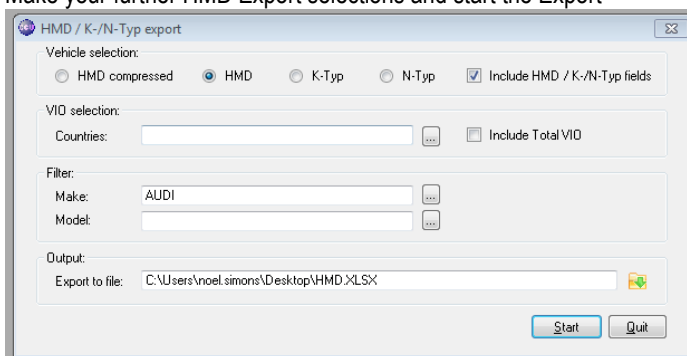 Make your further HMD Export selections and start the Export
HMD / K-/N-Typ export
Vehicle selection:
HMD compressed HMD K-Typ N-Typ Include HMD / K-/N-Typ fields
VIO selection:
Countries: ... Include Total VIO
Filter:
Make: AUDI ...
Model: ...
Output:
Export to file: C:\Users\noel.simons\Desktop\HMD.XLSX
Start Quit